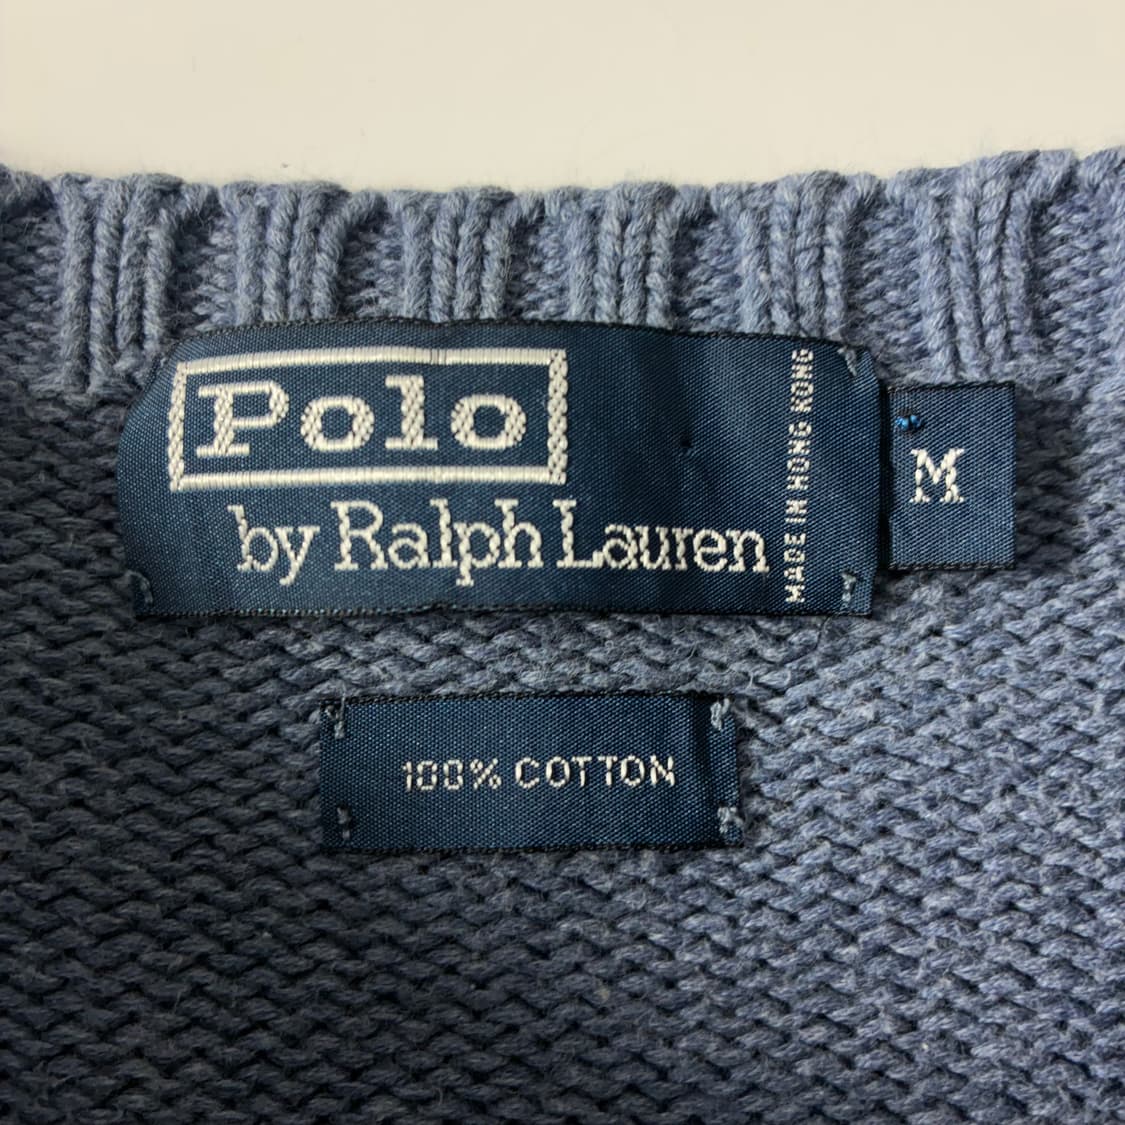 Polo
by Ralph Lauren
MADE IN HONG KONG
M
100% COTTON